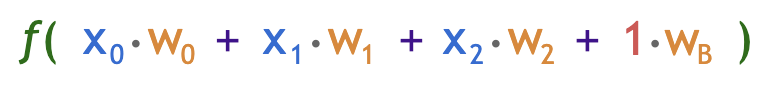 f( x₀·w₀ + x₁·w₁ + x₂·w₂ + 1·w_B )